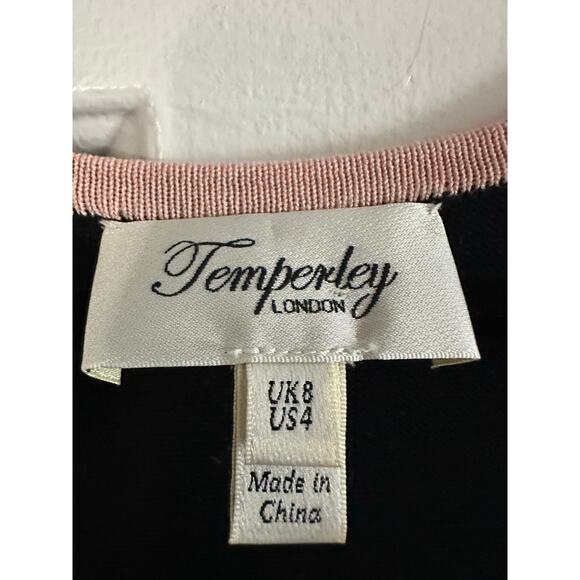 Temperley
LONDON
UK8
US4
Made in
China